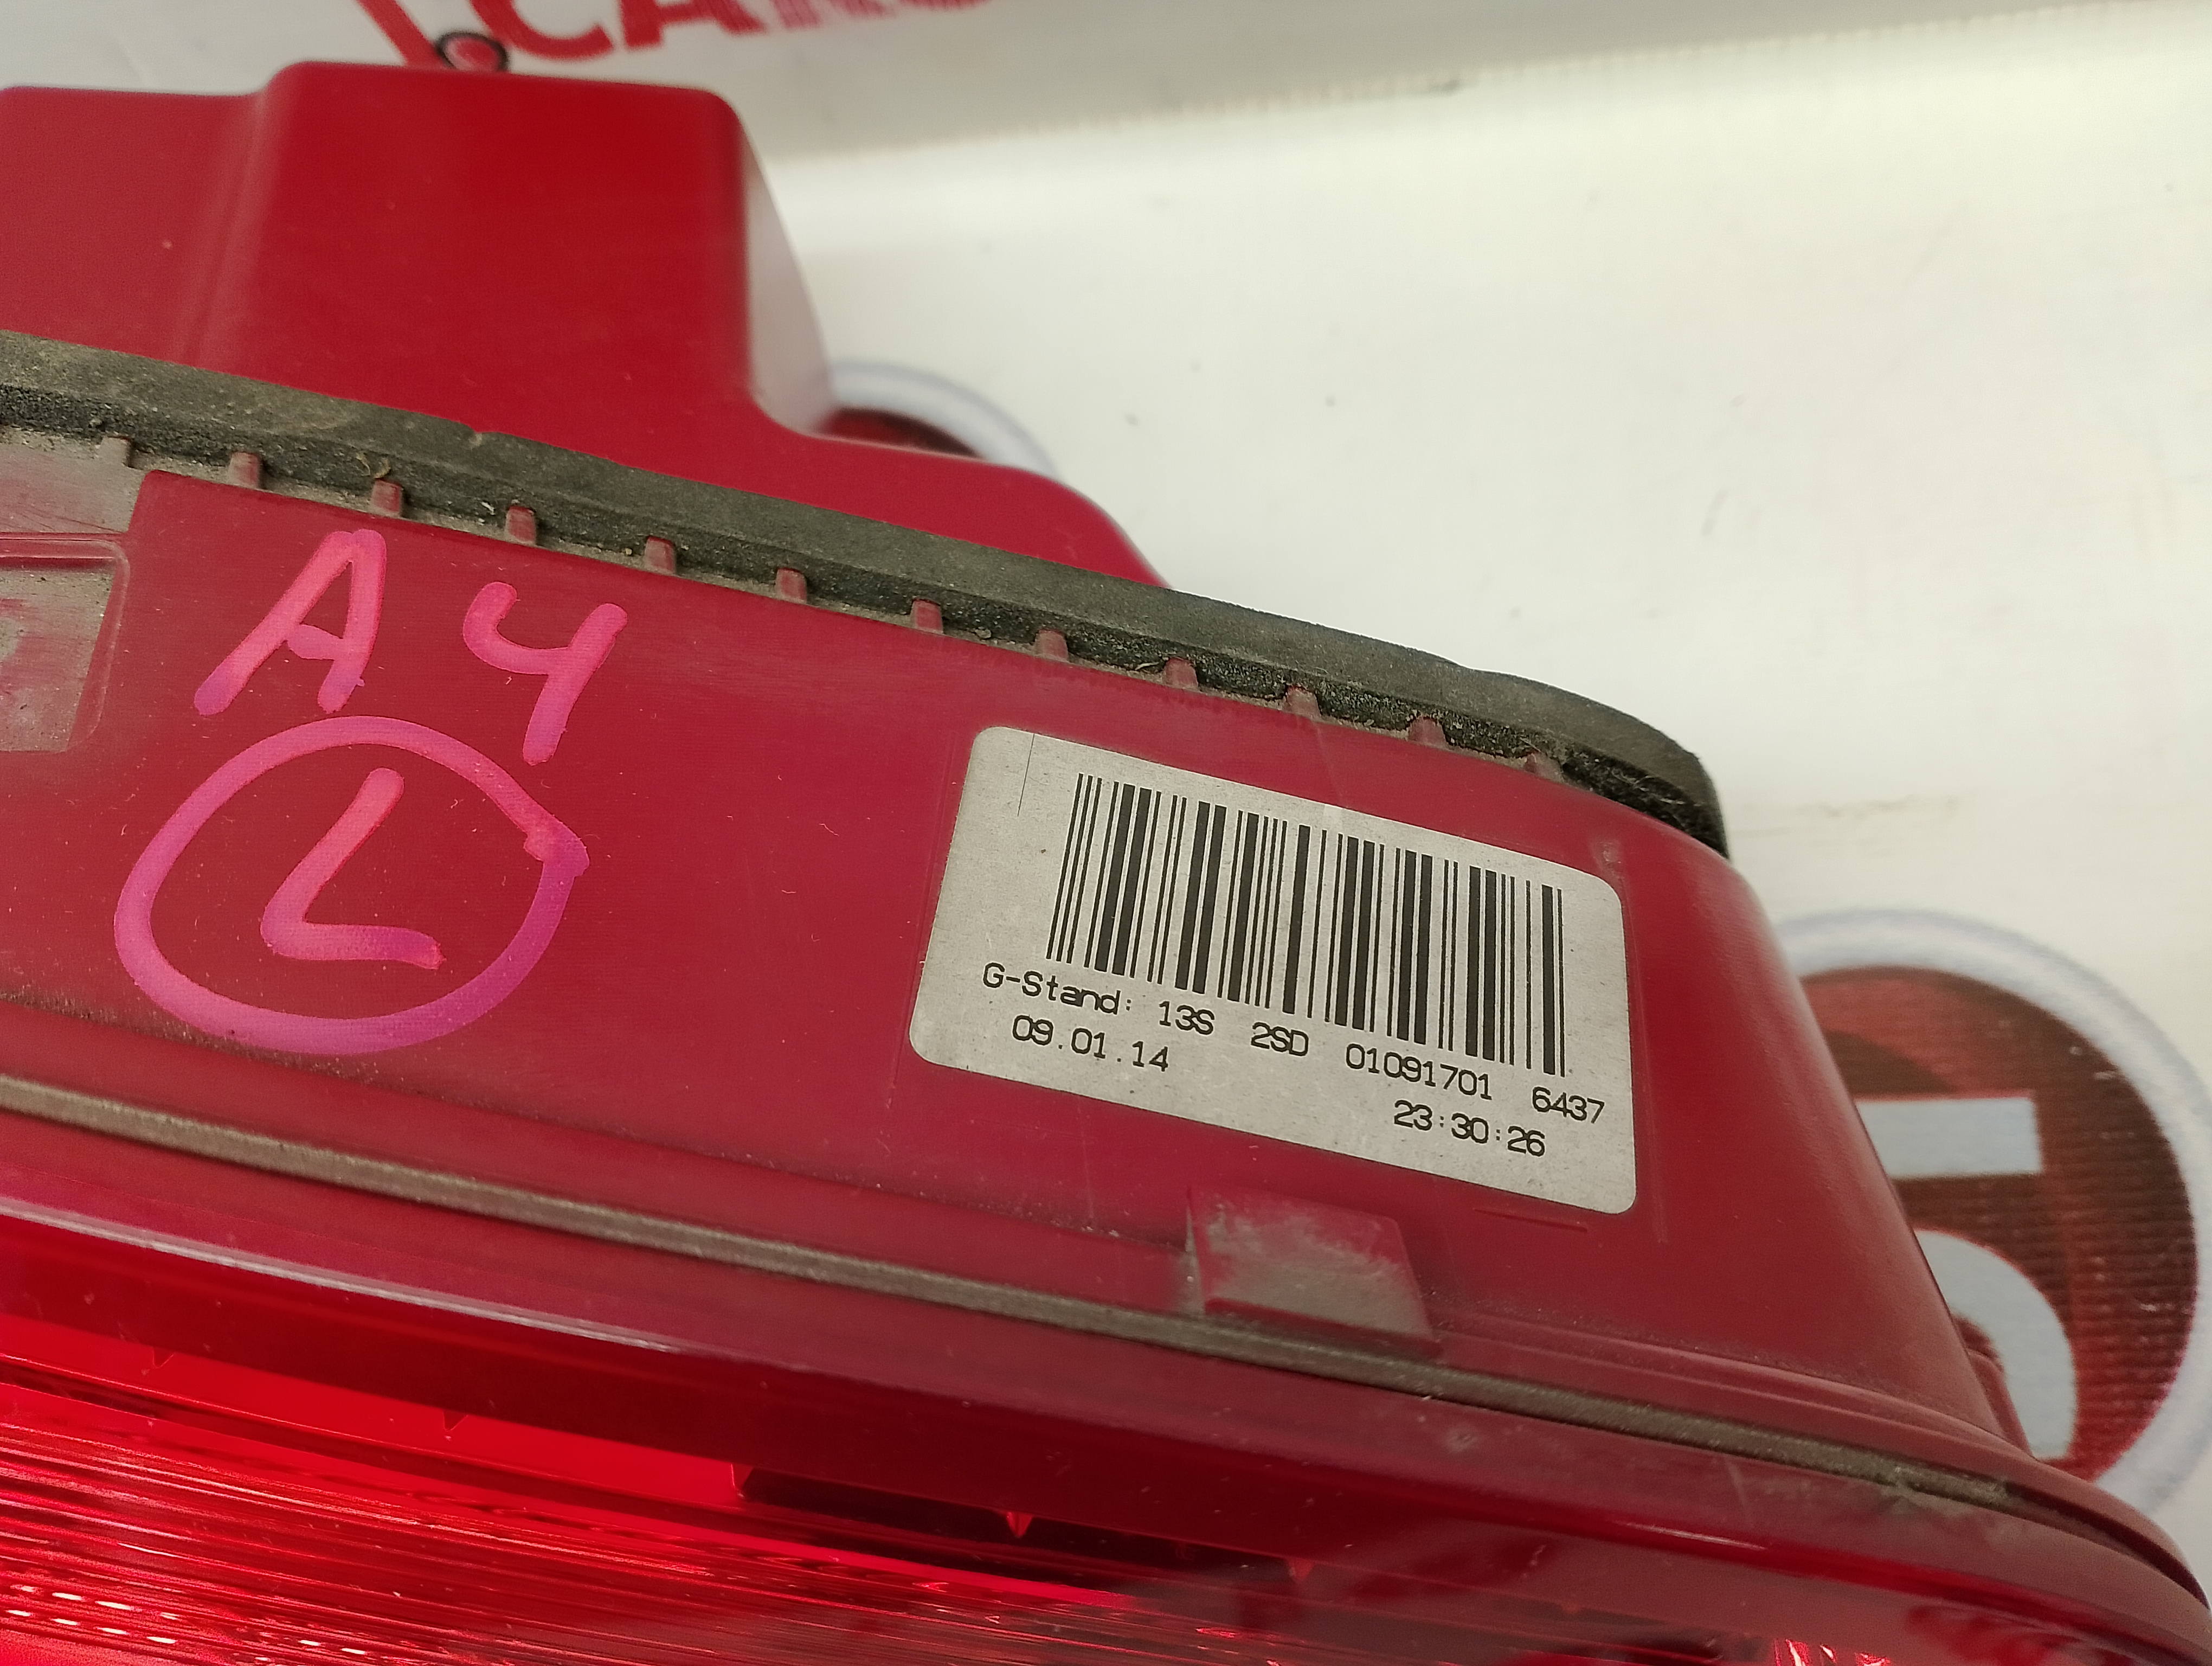 A4
L
G-Stand: 13S 2SD 01091701 6437
09.01.14 23:30:26